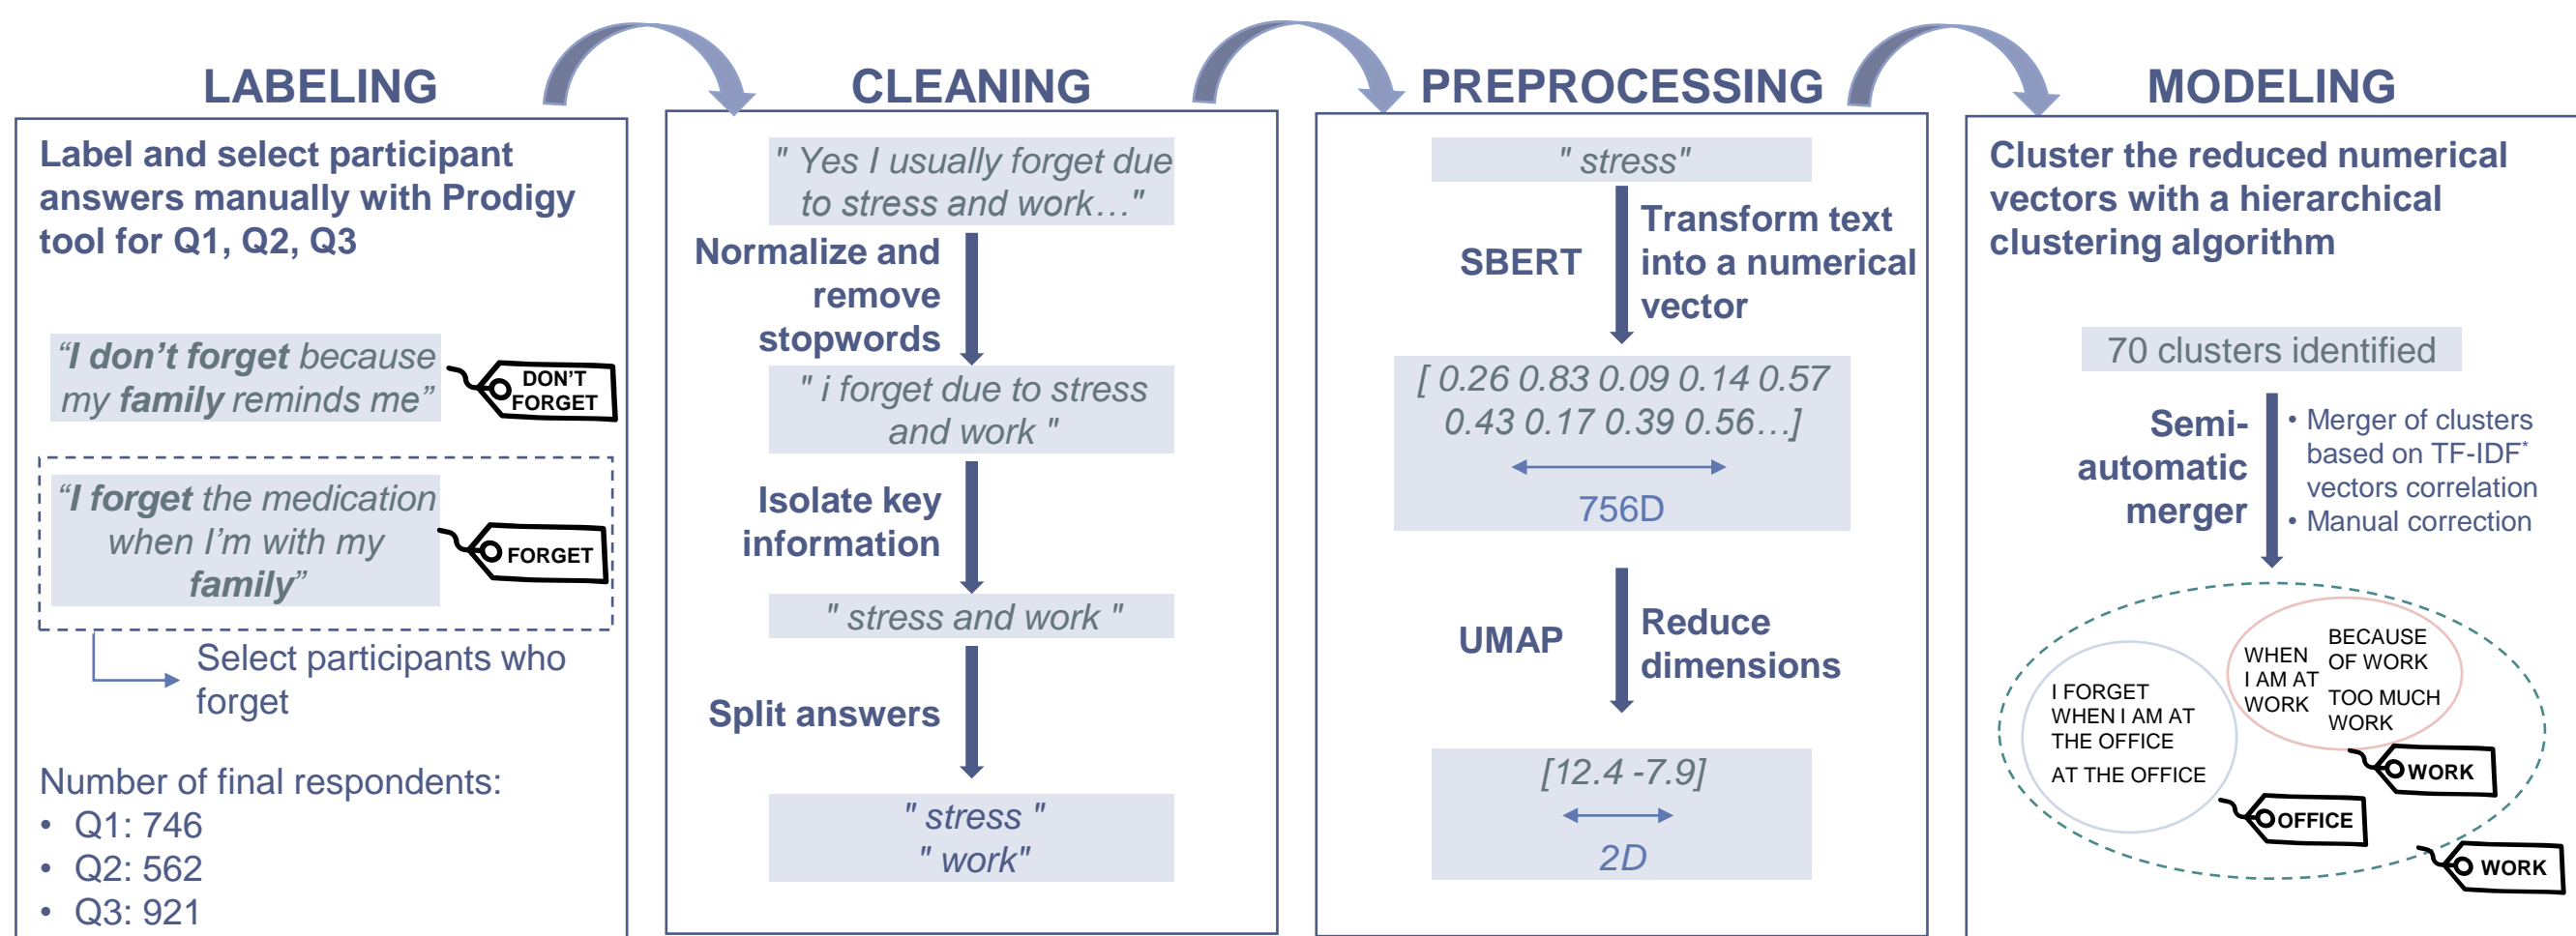 LABELING
Label and select participant
answers manually with Prodigy
tool for Q1, Q2, Q3
“I don’t forget because
my family reminds me”
DON'T
FORGET
“I forget the medication
when I’m with my
family”
FORGET
Select participants who
forget
Number of final respondents:
• Q1: 746
• Q2: 562
• Q3: 921
CLEANING
" Yes I usually forget due
to stress and work…"
Normalize and
remove
stopwords
" i forget due to stress
and work "
Isolate key
information
" stress and work "
Split answers
" stress "
" work"
PREPROCESSING
" stress"
SBERT
Transform text
into a numerical
vector
[ 0.26 0.83 0.09 0.14 0.57
0.43 0.17 0.39 0.56…]
756D
UMAP
Reduce
dimensions
[12.4 -7.9]
2D
MODELING
Cluster the reduced numerical
vectors with a hierarchical
clustering algorithm
70 clusters identified
Semi-
automatic
merger
• Merger of clusters
based on TF-IDF*
vectors correlation
• Manual correction
I FORGET
WHEN I AM AT
THE OFFICE
AT THE OFFICE
WHEN
I AM AT
WORK
BECAUSE
OF WORK
TOO MUCH
WORK
WORK
OFFICE
WORK